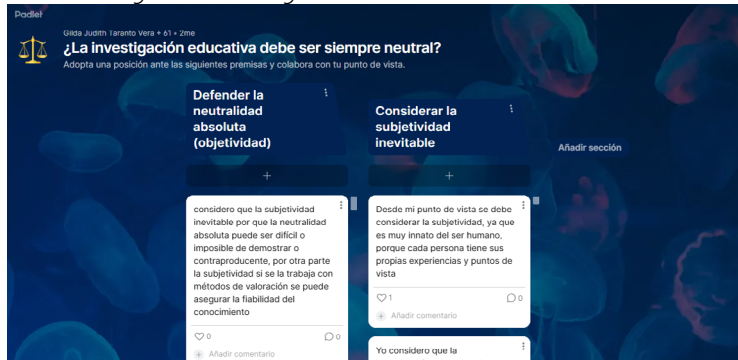 Padlet
Gilda Judith Taranto Vera + 61 • 2me
¿La investigación educativa debe ser siempre neutral?
Adopta una posición ante las siguientes premisas y colabora con tu punto de vista.
Defender la
neutralidad
absoluta
(objetividad)
considero que la subjetividad
inevitable por que la neutralidad
absoluta puede ser difícil o
imposible de demostrar o
contraproducente, por otra parte
la subjetividad si se la trabaja con
métodos de valoración se puede
asegurar la fiabilidad del
conocimiento
0
0
Añadir comentario
Considerar la
subjetividad
inevitable
Desde mi punto de vista se debe
considerar la subjetividad, ya que
es muy innato del ser humano,
porque cada persona tiene sus
propias experiencias y puntos de
vista
1
0
Añadir comentario
Yo considero que la
Añadir sección